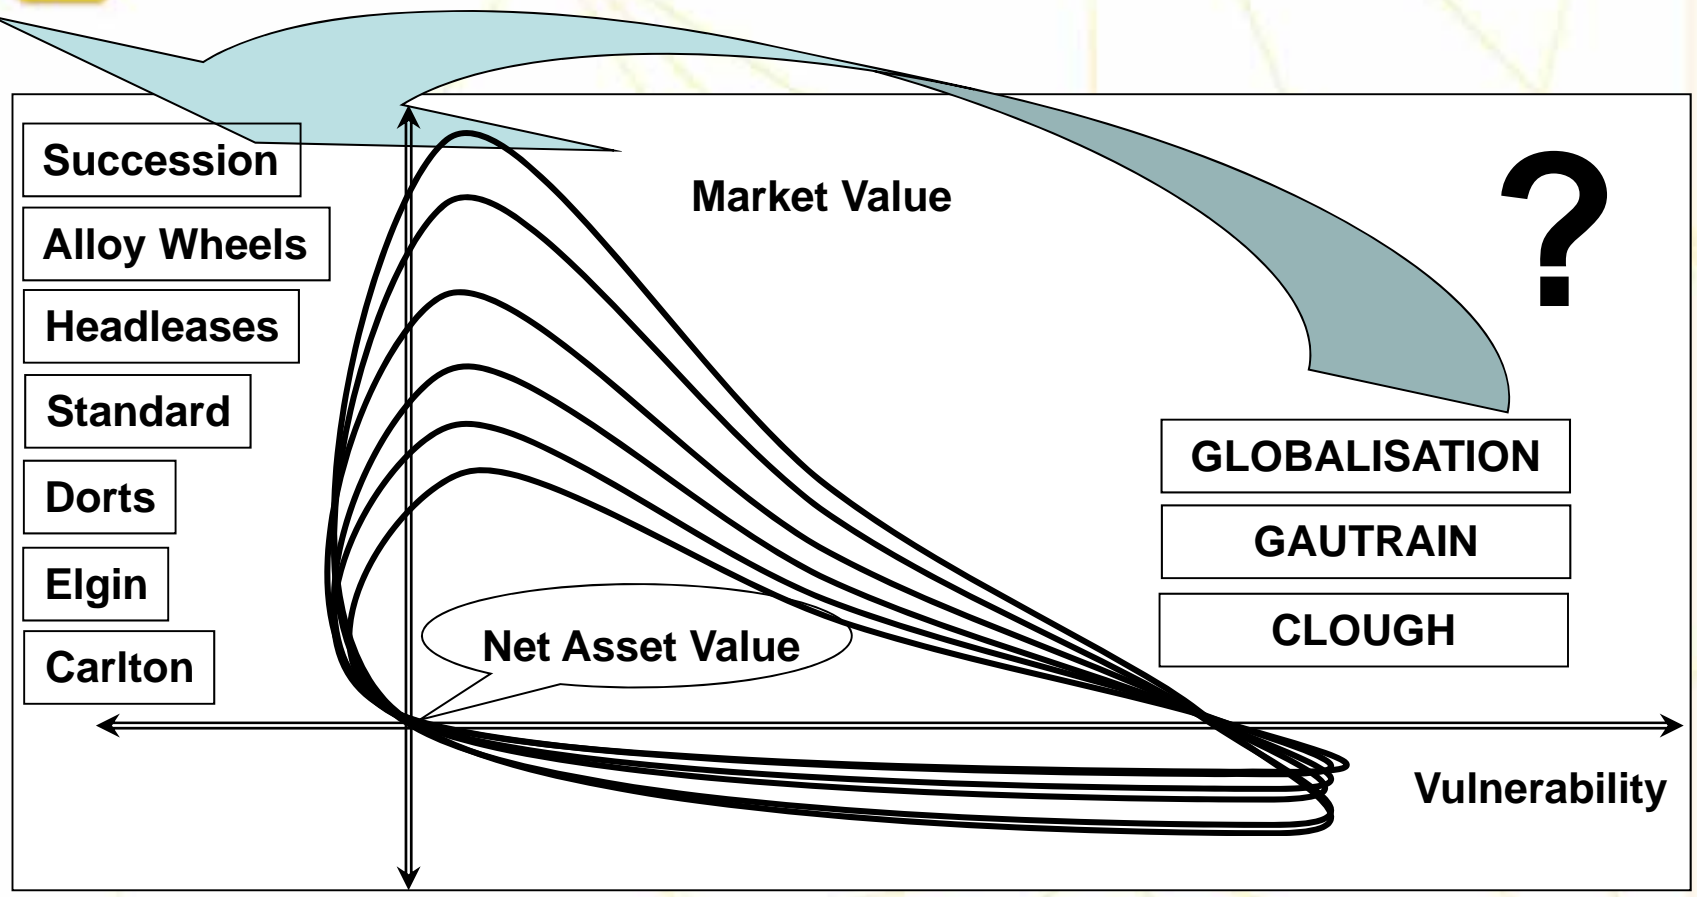 Succession
Alloy Wheels
Headleases
Standard
Dorts
Elgin
Carlton
Market Value
?
GLOBALISATION
GAUTRAIN
CLOUGH
Net Asset Value
Vulnerability